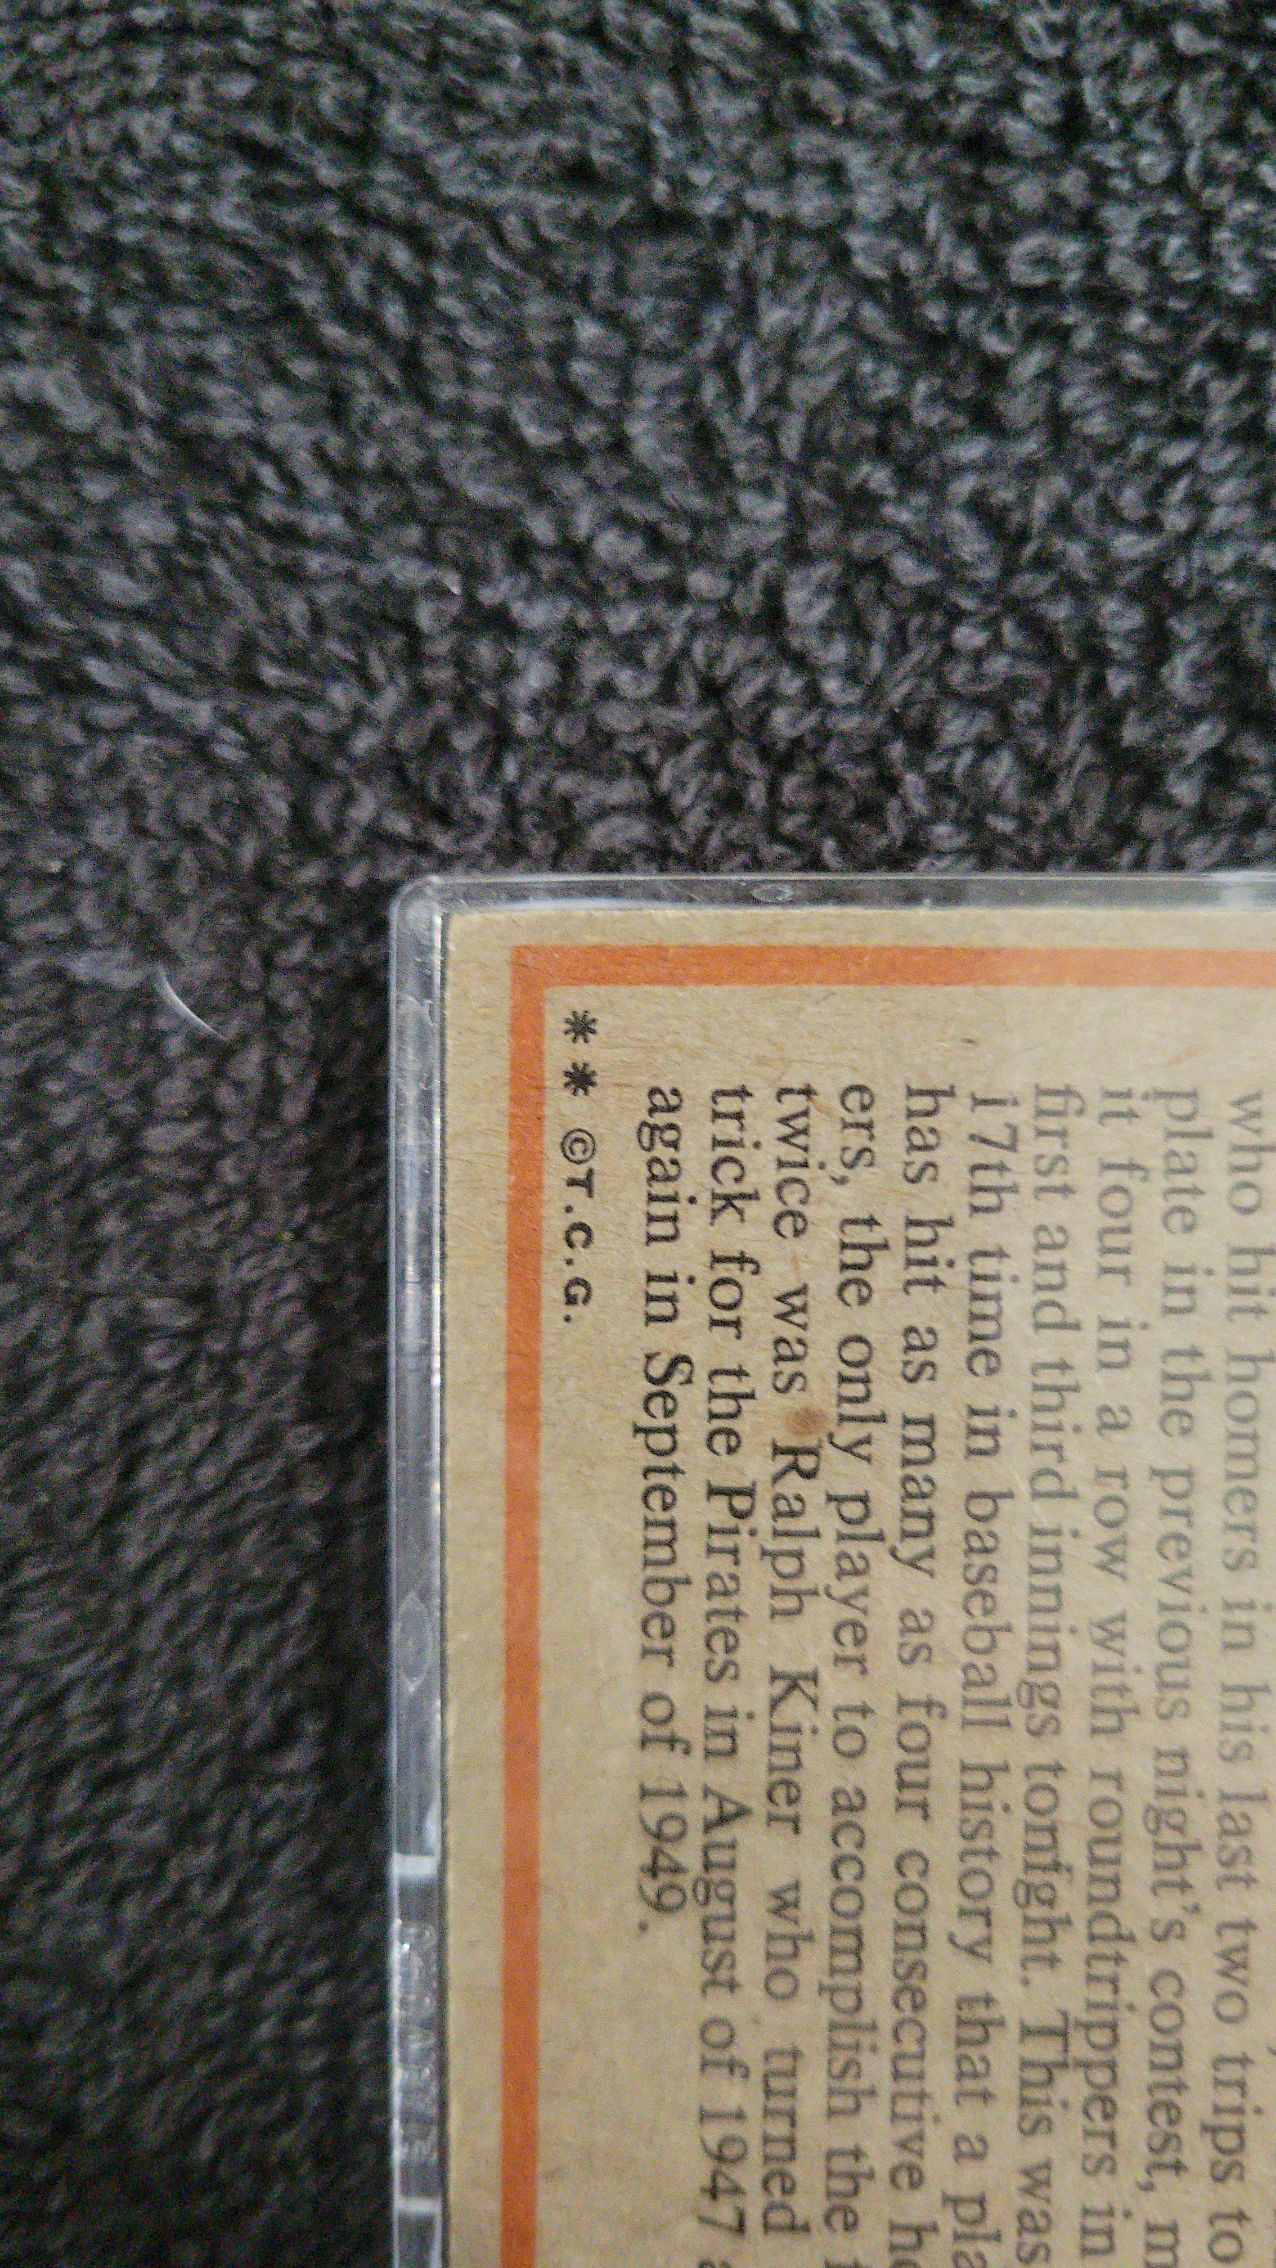 who hit homers in his last two trips to
plate in the previous night's contest, m
it four in a row with roundtrippers in
first and third innings tonight. This was
17th time in baseball history that a pla
has hit as many as four consecutive ho
ers, the only player to accomplish the
twice was Ralph Kiner who turned
trick for the Pirates in August of 1947
again in September of 1949.
** ©T.C.G.